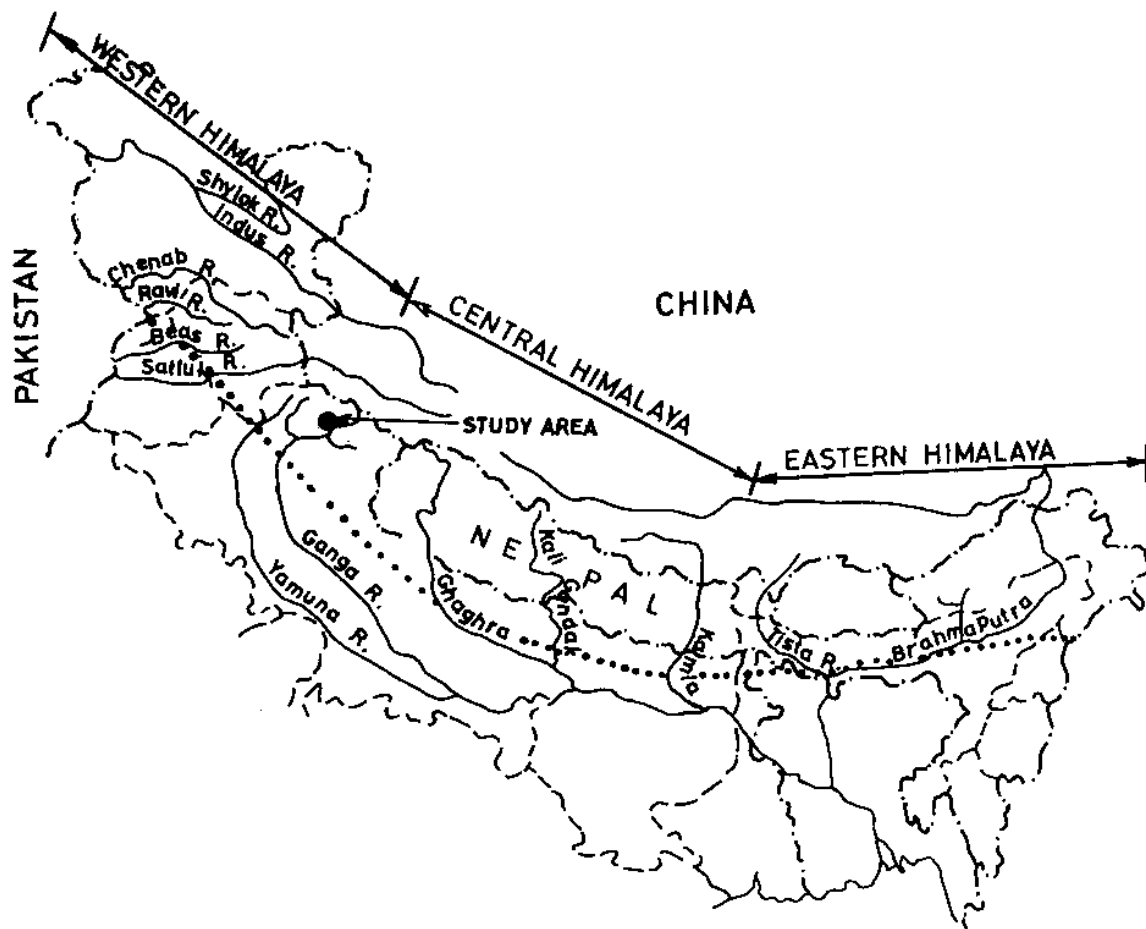 WESTERN HIMALAYA
Shylok R.
Indus R.
Chenab R.
Ravi R.
Beas R.
Satluj R.
PAKISTAN
CENTRAL HIMALAYA
CHINA
STUDY AREA
EASTERN HIMALAYA
NEPAL
Kali Gandak
Ganga R.
Yamuna R.
Ghaghra
Kalmla
Tista R.
BrahmaPutra